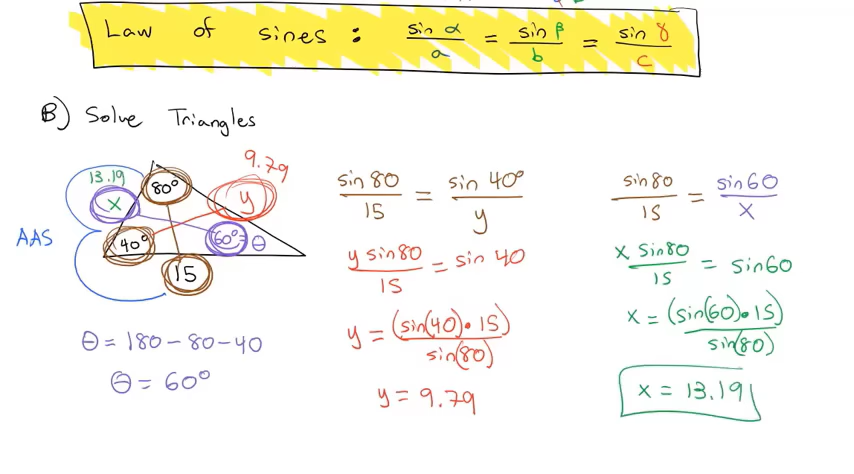 Law of sines : sin α/a = sin β/b = sin γ/c
B) Solve Triangles
13.19
9.79
80°
x
y
AAS
40°
60° = θ
15
θ = 180 - 80 - 40
θ = 60°
sin 80/15 = sin 40°/y
y sin 80/15 = sin 40
y = (sin(40) • 15)/sin(80)
y = 9.79
sin 80/15 = sin 60/x
x sin 80/15 = sin 60
x = (sin(60) • 15)/sin(80)
x = 13.19